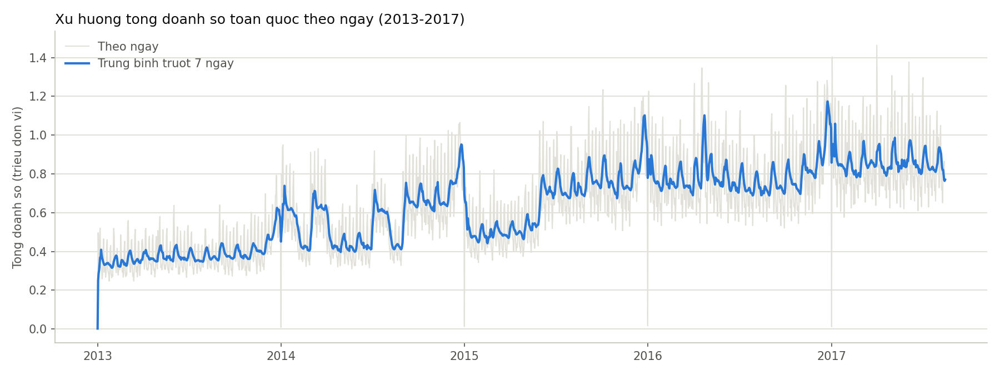 Xu huong tong doanh so toan quoc theo ngay (2013-2017)
Theo ngay
Trung binh truot 7 ngay
Tong doanh so (trieu don vi)
1.4
1.2
1.0
0.8
0.6
0.4
0.2
0.0
2013 2014 2015 2016 2017